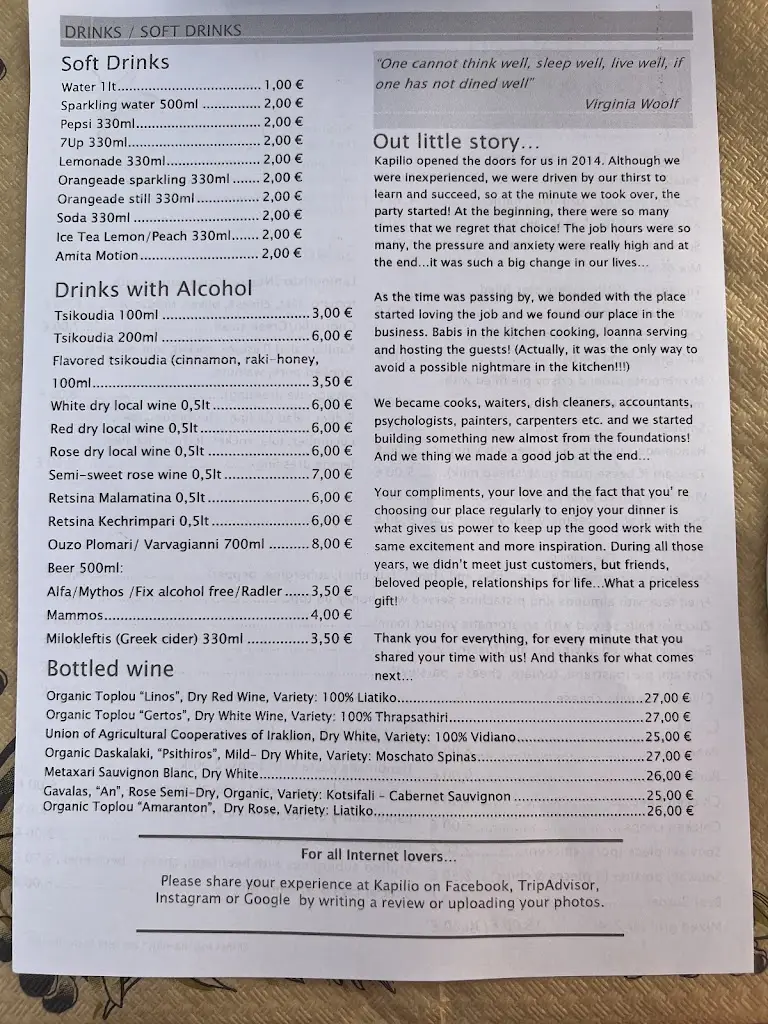 DRINKS / SOFT DRINKS
Soft Drinks
Water 1lt.................................... 1,00 €
Sparkling water 500ml .............. 2,00 €
Pepsi 330ml............................... 2,00 €
7Up 330ml................................. 2,00 €
Lemonade 330ml........................ 2,00 €
Orangeade sparkling 330ml ....... 2,00 €
Orangeade still 330ml................ 2,00 €
Soda 330ml ................................ 2,00 €
Ice Tea Lemon/Peach 330ml....... 2,00 €
Amita Motion.............................. 2,00 €
Drinks with Alcohol
Tsikoudia 100ml .................................. 3,00 €
Tsikoudia 200ml .................................. 6,00 €
Flavored tsikoudia (cinnamon, raki-honey,
100ml.................................................. 3,50 €
White dry local wine 0,5lt......................... 6,00 €
Red dry local wine 0,5lt........................... 6,00 €
Rose dry local wine 0,5lt.......................... 6,00 €
Semi-sweet rose wine 0,5lt .................... 7,00 €
Retsina Malamatina 0,5lt........................ 6,00 €
Retsina Kechrimpari 0,5lt....................... 6,00 €
Ouzo Plomari/ Varvagianni 700ml .......... 8,00 €
Beer 500ml:
Alfa/Mythos /Fix alcohol free/Radler ...... 3,50 €
Mammos.............................................. 4,00 €
Milokleftis (Greek cider) 330ml .............. 3,50 €
"One cannot think well, sleep well, live well, if
one has not dined well"
Virginia Woolf
Out little story...
Kapilio opened the doors for us in 2014. Although we
were inexperienced, we were driven by our thirst to
learn and succeed, so at the minute we took over, the
party started! At the beginning, there were so many
times that we regret that choice! The job hours were so
many, the pressure and anxiety were really high and at
the end...it was such a big change in our lives...
As the time was passing by, we bonded with the place
started loving the job and we found our place in the
business. Babis in the kitchen cooking, Ioanna serving
and hosting the guests! (Actually, it was the only way to
avoid a possible nightmare in the kitchen!!!)
We became cooks, waiters, dish cleaners, accountants,
psychologists, painters, carpenters etc. and we started
building something new almost from the foundations!
And we thing we made a good job at the end...
Your compliments, your love and the fact that you' re
choosing our place regularly to enjoy your dinner is
what gives us power to keep up the good work with the
same excitement and more inspiration. During all those
years, we didn't meet just customers, but friends,
beloved people, relationships for life...What a priceless
gift!
Thank you for everything, for every minute that you
shared your time with us! And thanks for what comes
next...
Bottled wine
Organic Toplou "Linos", Dry Red Wine, Variety: 100% Liatiko.................................................27,00 €
Organic Toplou "Gertos", Dry White Wine, Variety: 100% Thrapsathiri.......................................27,00 €
Union of Agricultural Cooperatives of Iraklion, Dry White, Variety: 100% Vidiano..........................25,00 €
Organic Daskalaki, "Psithiros", Mild- Dry White, Variety: Moschato Spinas..................................27,00 €
Metaxari Sauvignon Blanc, Dry White.............................................................................26,00 €
Gavalas, "An", Rose Semi-Dry, Organic, Variety: Kotsifali - Cabernet Sauvignon ...........................25,00 €
Organic Toplou "Amaranton", Dry Rose, Variety: Liatiko......................................................26,00 €
For all Internet lovers...
Please share your experience at Kapilio on Facebook, TripAdvisor,
Instagram or Google by writing a review or uploading your photos.